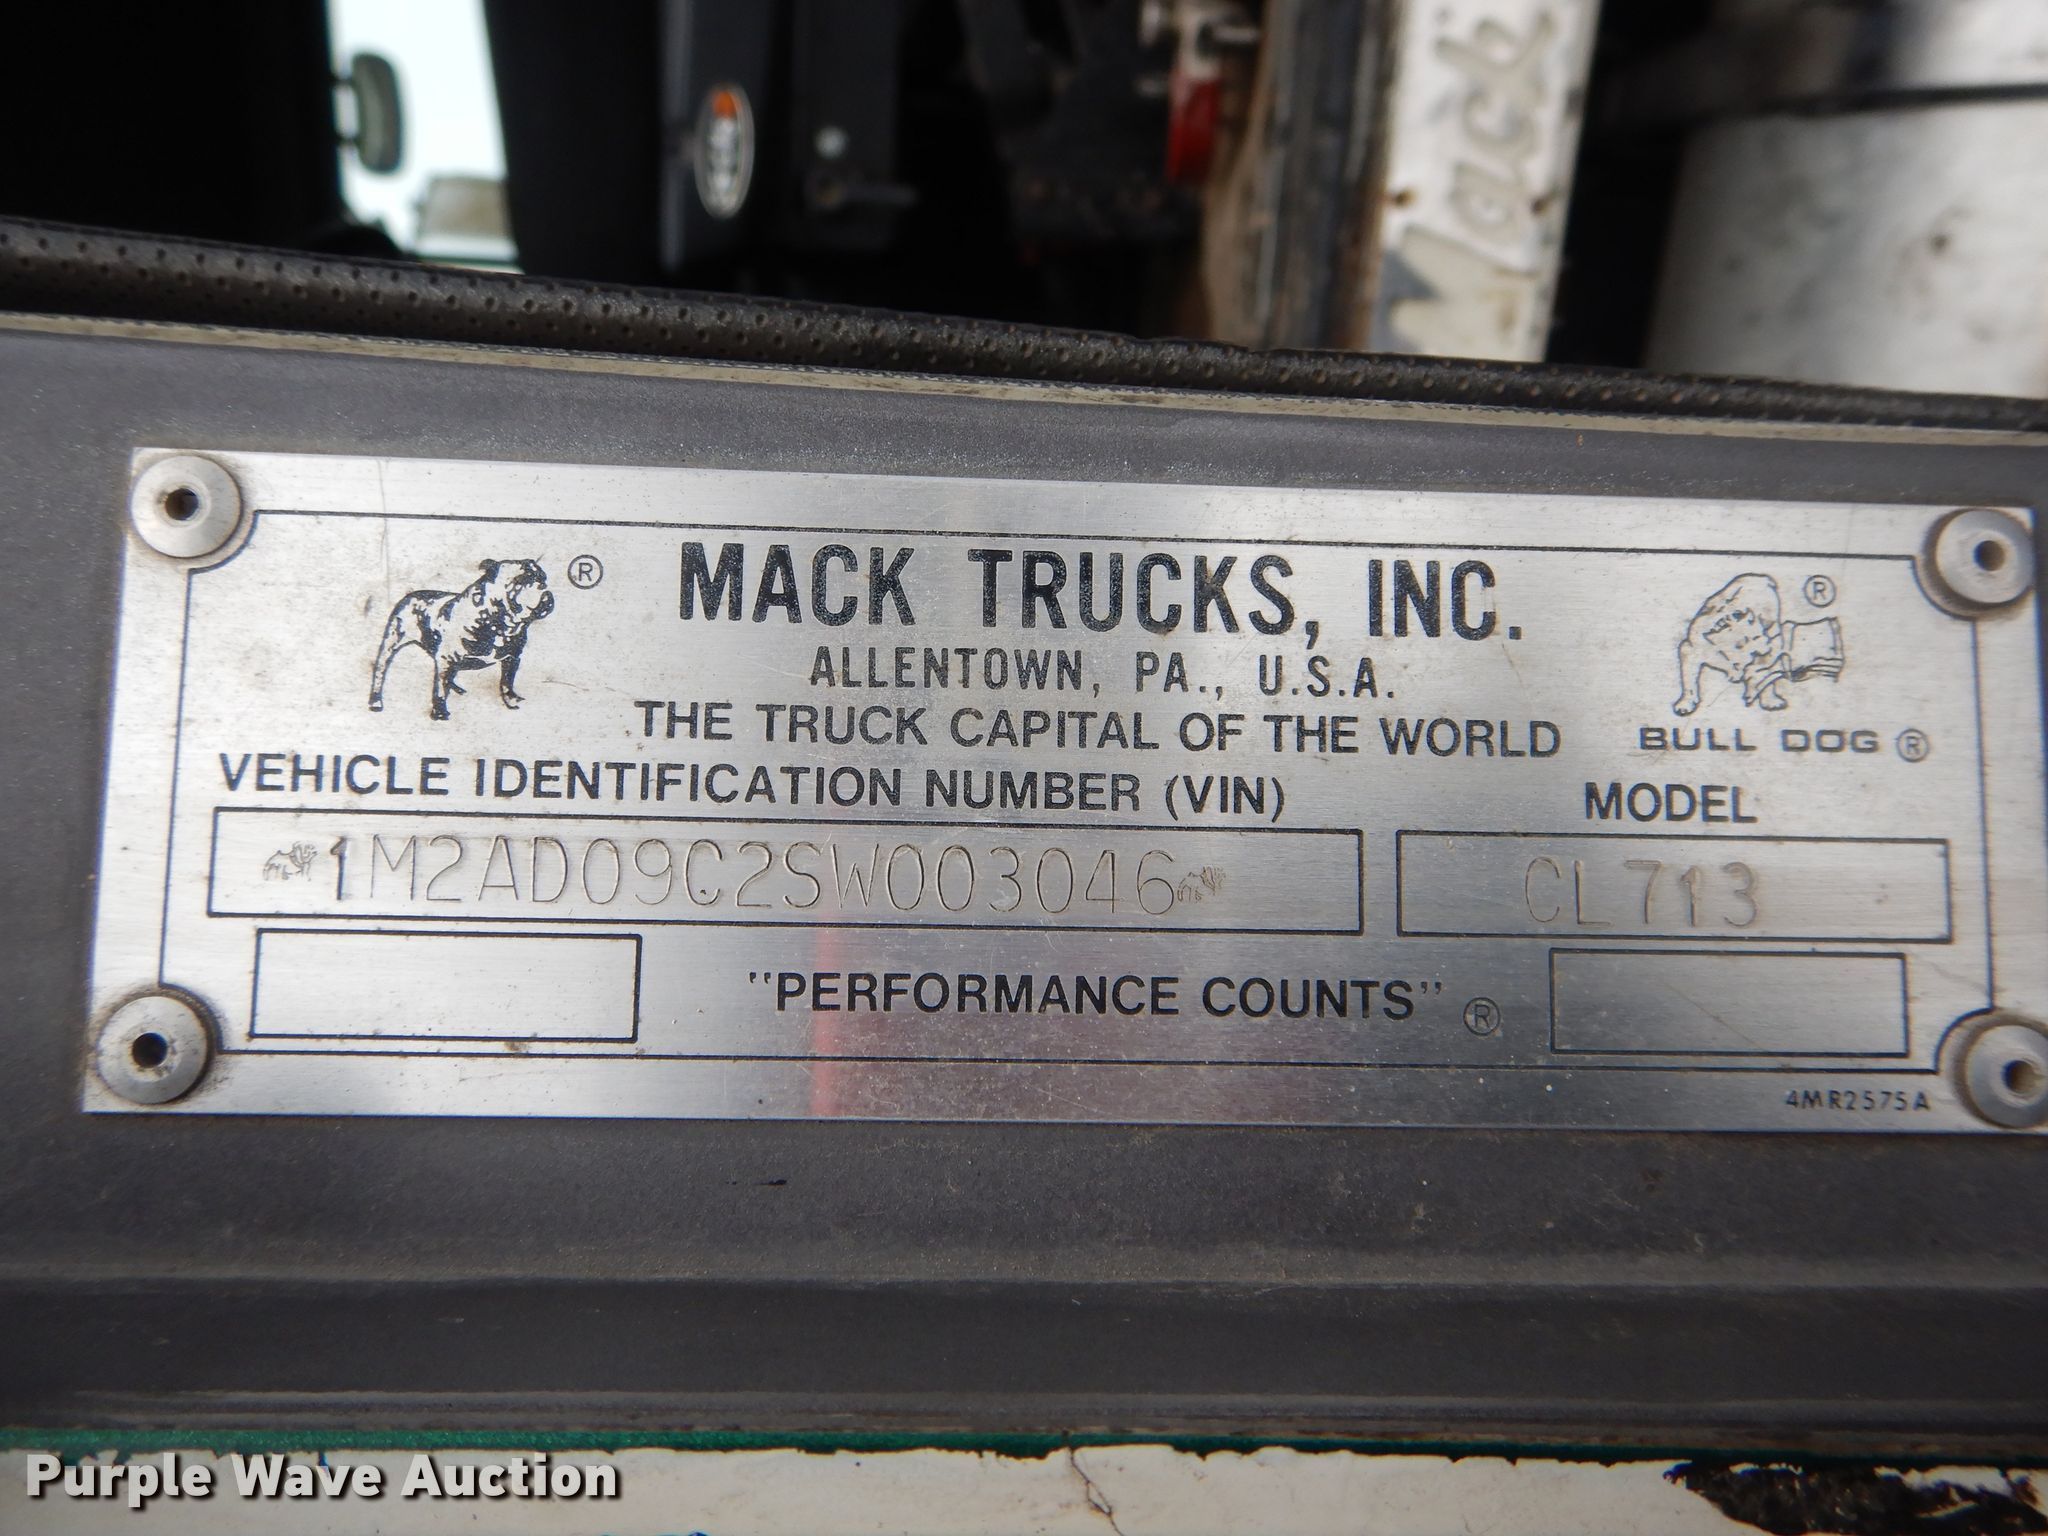 Mack
® MACK TRUCKS, INC. ®
ALLENTOWN, PA., U.S.A.
THE TRUCK CAPITAL OF THE WORLD
BULL DOG ®
VEHICLE IDENTIFICATION NUMBER (VIN)
MODEL
1M2AD09C2SW003046
CL713
"PERFORMANCE COUNTS" ®
4MR2575A
Purple Wave Auction